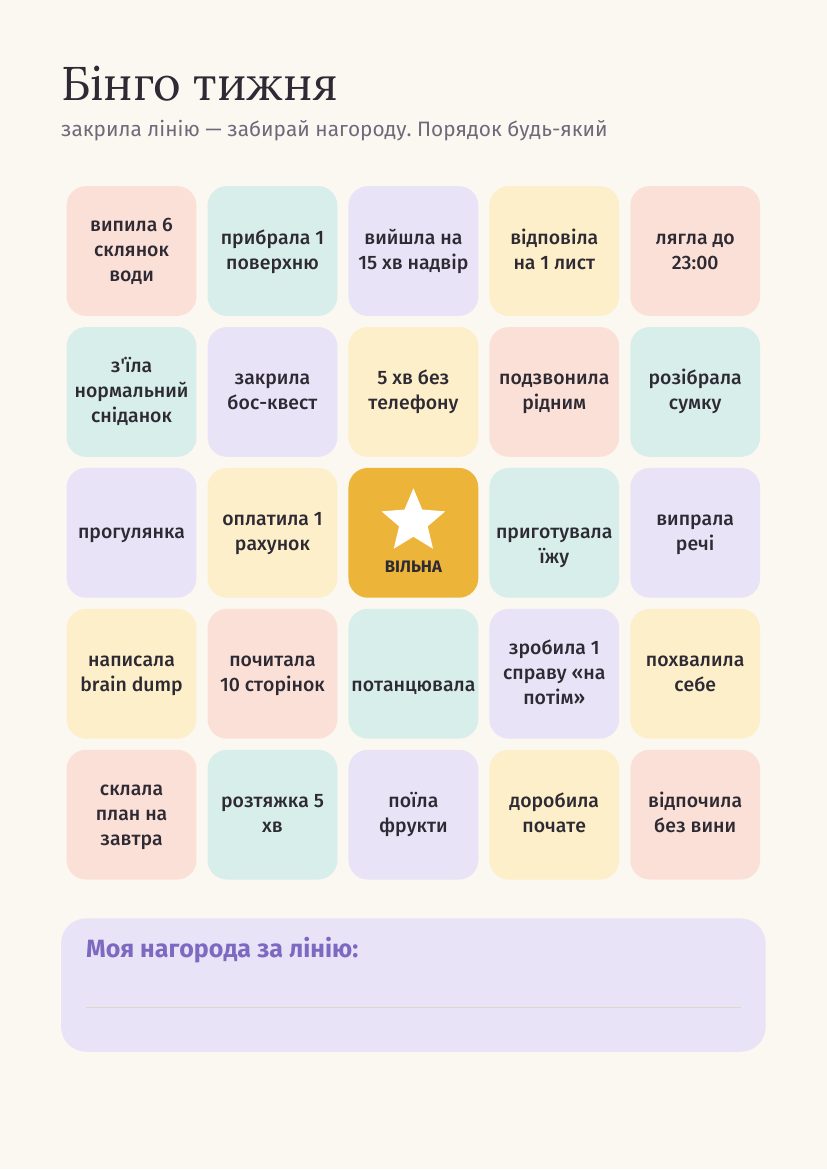 Бінго тижня
закрила лінію — забирай нагороду. Порядок будь-який
випила 6
склянок
води
прибрала 1
поверхню
вийшла на
15 хв надвір
відповіла
на 1 лист
лягла до
23:00
з'їла
нормальний
сніданок
закрила
бос-квест
5 хв без
телефону
подзвонила
рідним
розібрала
сумку
прогулянка
оплатила 1
рахунок
ВІЛЬНА
приготувала
їжу
випрала
речі
написала
brain dump
почитала
10 сторінок
потанцювала
зробила 1
справу «на
потім»
похвалила
себе
склала
план на
завтра
розтяжка 5
хв
поїла
фрукти
доробила
почате
відпочила
без вини
Моя нагорода за лінію: